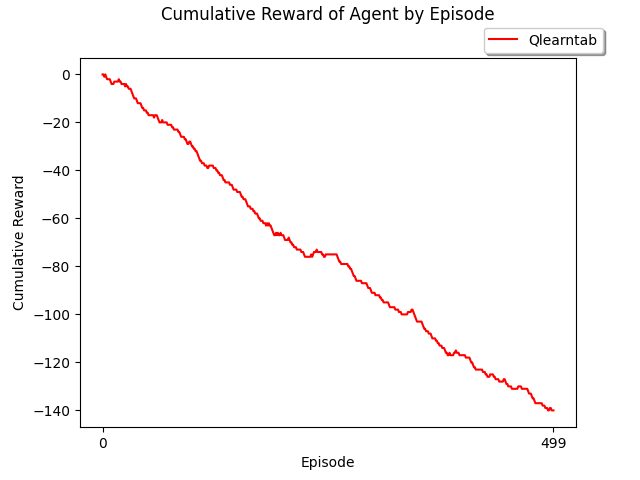 Cumulative Reward of Agent by Episode
Qlearntab
0
−20
−40
−60
−80
−100
−120
−140
Cumulative Reward
0
499
Episode